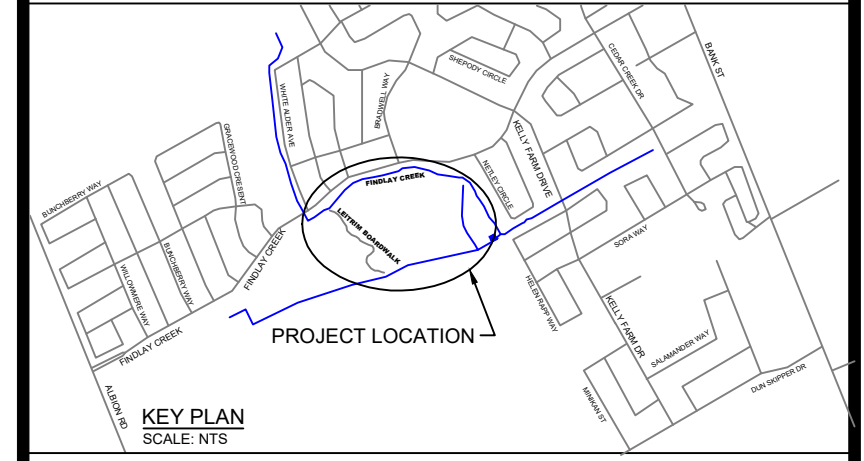 SHEPODY CIRCLE
CEDAR CREEK DR
BANK ST
WHITE ALDER AVE
BRADWELL WAY
GRACEWOOD CRESENT
KELLY FARM DRIVE
NETLEY CIRCLE
FINDLAY CREEK
BUNCHBERRY WAY
LEITRIM BOARDWALK
WILLOWMERE WAY
BUNCHBERRY WAY
FINDLAY CREEK
SORA WAY
HELEN RAPP WAY
FINDLAY CREEK
PROJECT LOCATION
KELLY FARM DR
SALAMANDER WAY
DUN SKIPPER DR
MINIKAN ST
ALBION RD
KEY PLAN
SCALE: NTS